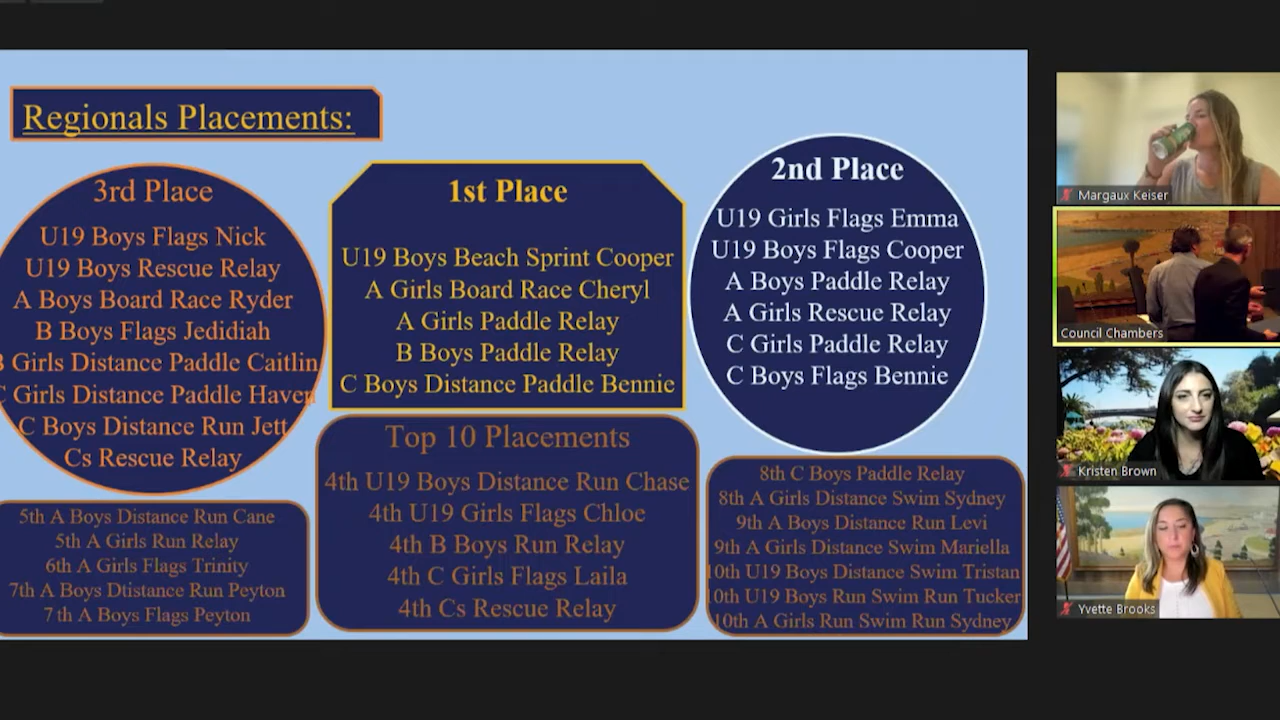 Regionals Placements:
3rd Place
U19 Boys Flags Nick
U19 Boys Rescue Relay
A Boys Board Race Ryder
B Boys Flags Jedidiah
B Girls Distance Paddle Caitlin
C Girls Distance Paddle Haven
C Boys Distance Run Jett
Cs Rescue Relay
1st Place
U19 Boys Beach Sprint Cooper
A Girls Board Race Cheryl
A Girls Paddle Relay
B Boys Paddle Relay
C Boys Distance Paddle Bennie
2nd Place
U19 Girls Flags Emma
U19 Boys Flags Cooper
A Boys Paddle Relay
A Girls Rescue Relay
C Girls Paddle Relay
C Boys Flags Bennie
5th A Boys Distance Run Cane
5th A Girls Run Relay
6th A Girls Flags Trinity
7th A Boys Dtistance Run Peyton
7th A Boys Flags Peyton
Top 10 Placements
4th U19 Boys Distance Run Chase
4th U19 Girls Flags Chloe
4th B Boys Run Relay
4th C Girls Flags Laila
4th Cs Rescue Relay
8th C Boys Paddle Relay
8th A Girls Distance Swim Sydney
9th A Boys Distance Run Levi
9th A Girls Distance Swim Mariella
10th U19 Boys Distance Swim Tristan
10th U19 Boys Run Swim Run Tucker
10th A Girls Run Swim Run Sydney
Margaux Keiser
Council Chambers
Kristen Brown
Yvette Brooks